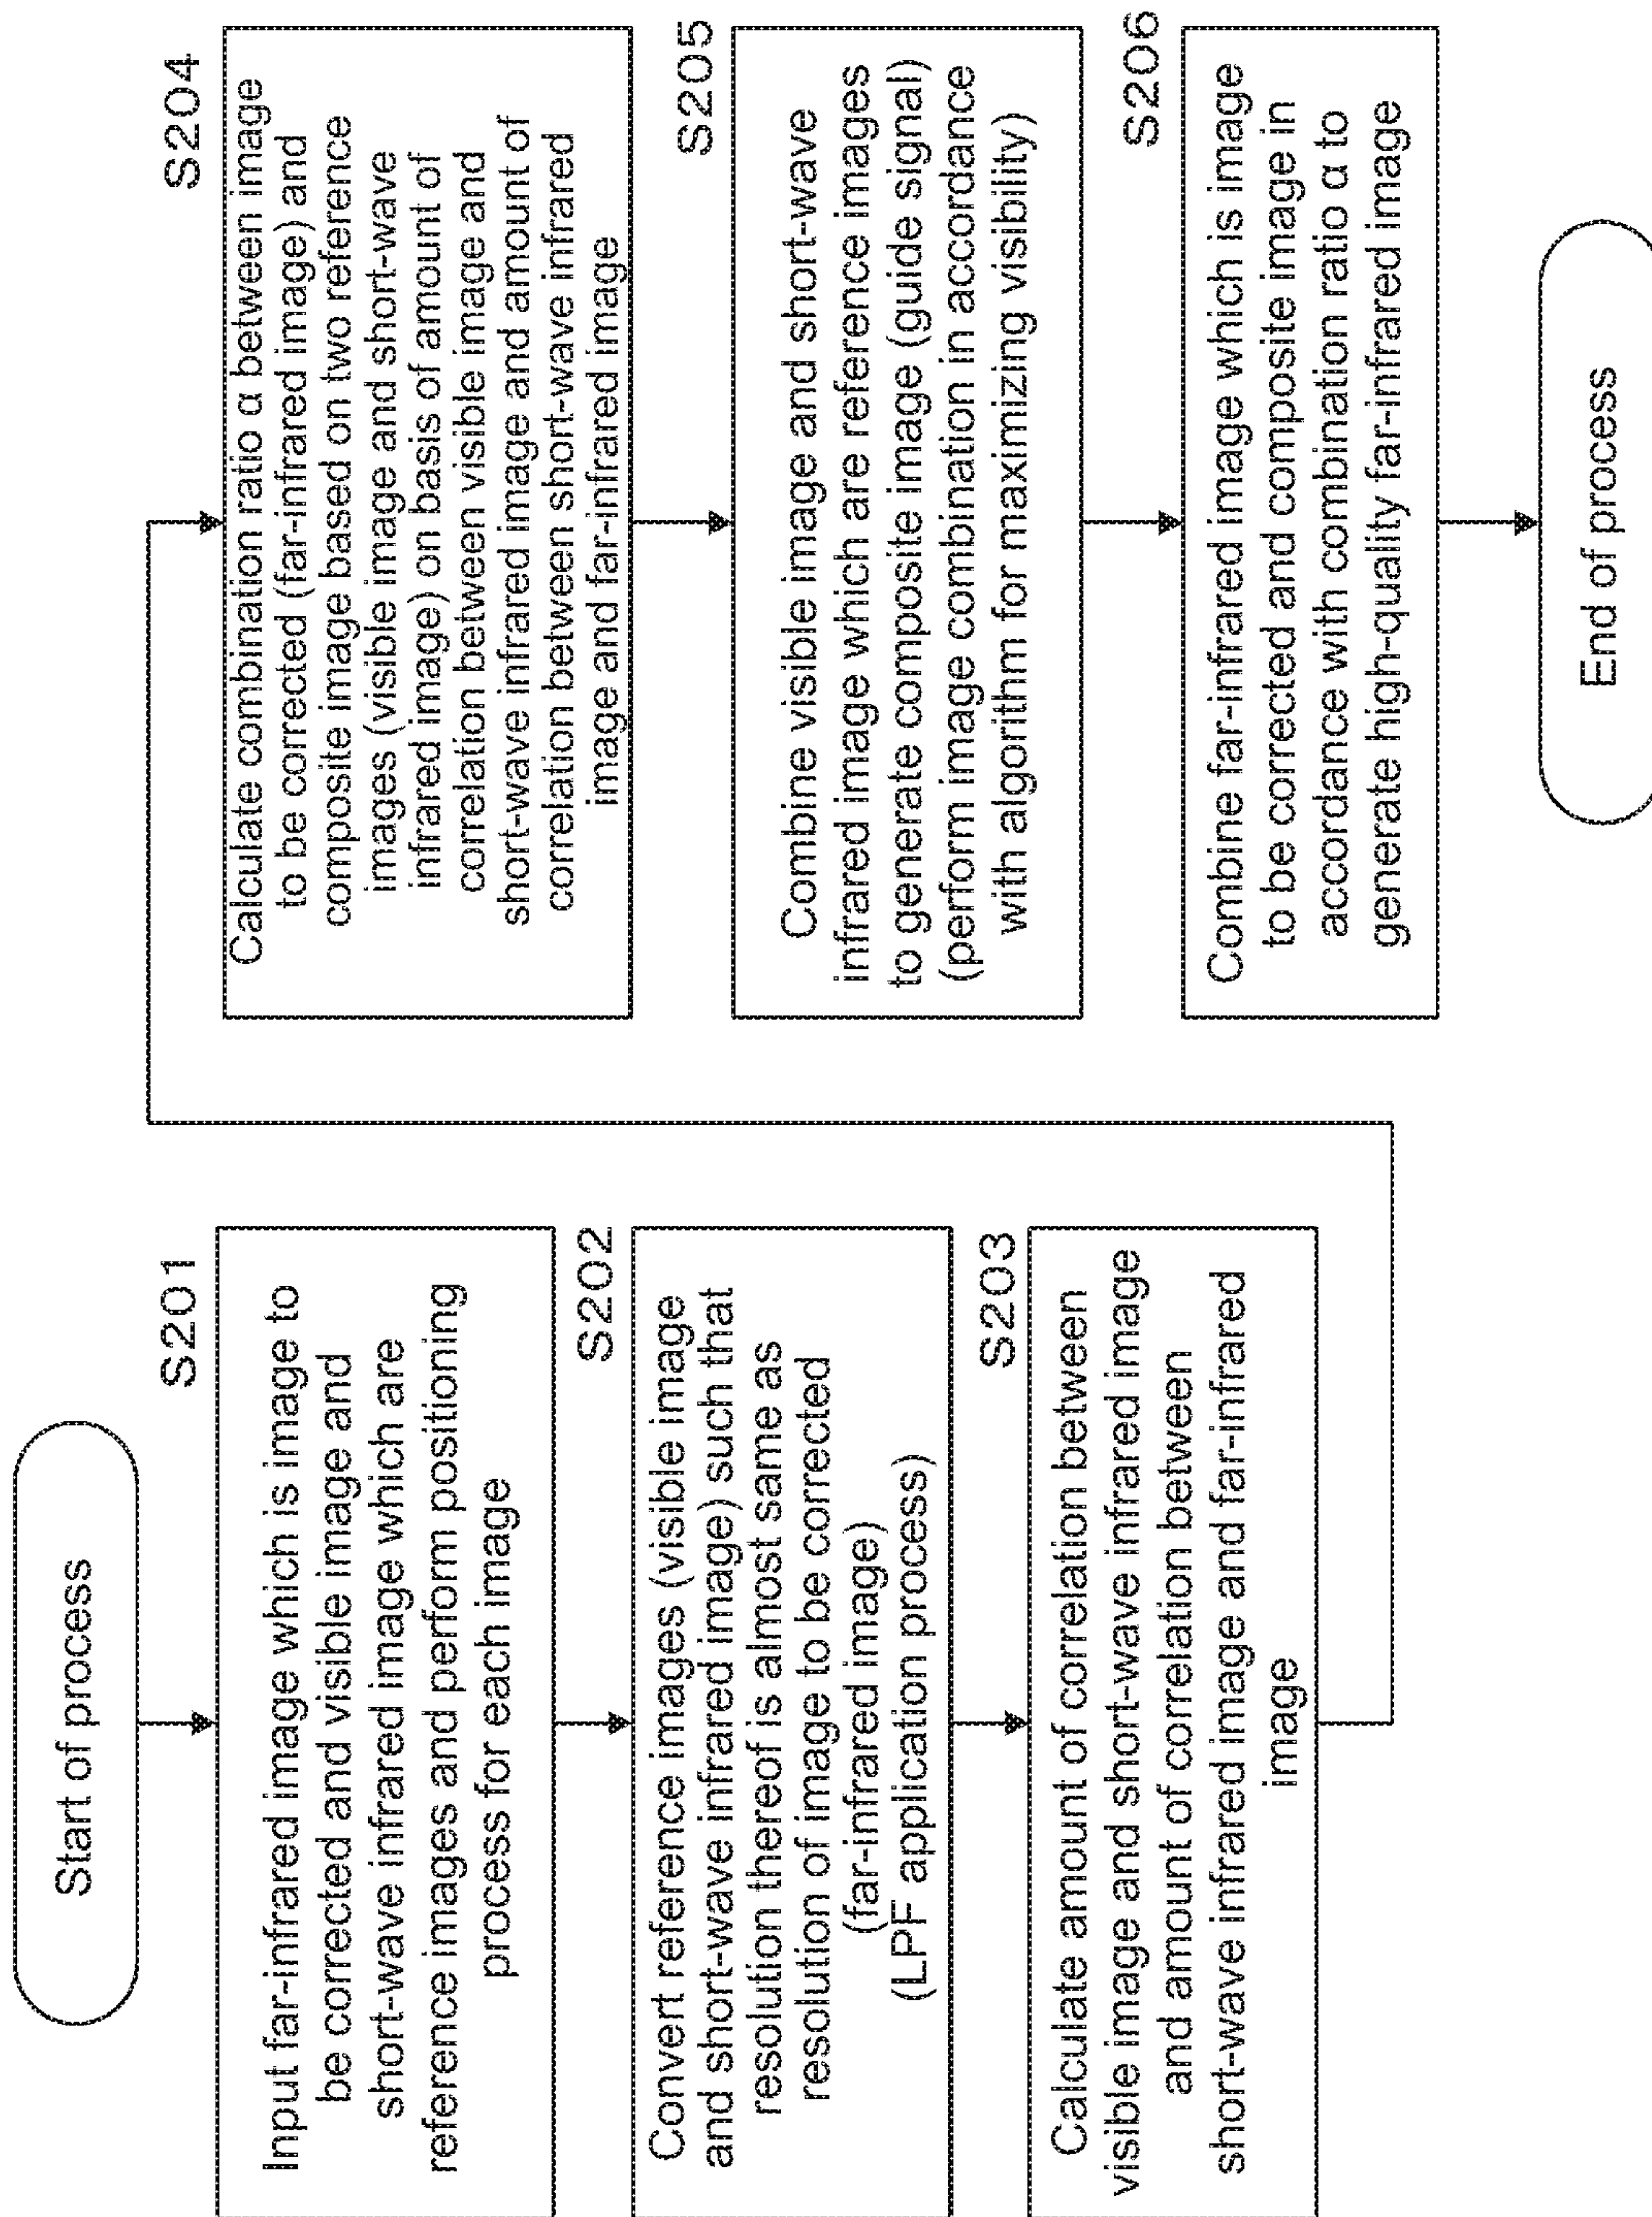 Start of process
S201
Input far-infrared image which is image to
be corrected and visible image and
short-wave infrared image which are
reference images and perform positioning
process for each image
S202
Convert reference images (visible image
and short-wave infrared image) such that
resolution thereof is almost same as
resolution of image to be corrected
(far-infrared image)
(LPF application process)
S203
Calculate amount of correlation between
visible image and short-wave infrared image
and amount of correlation between
short-wave infrared image and far-infrared
image
S204
Calculate combination ratio α between image
to be corrected (far-infrared image) and
composite image based on two reference
images (visible image and short-wave
infrared image) on basis of amount of
correlation between visible image and
short-wave infrared image and amount of
correlation between short-wave infrared
image and far-infrared image
S205
Combine visible image and short-wave
infrared image which are reference images
to generate composite image (guide signal)
(perform image combination in accordance
with algorithm for maximizing visibility)
S206
Combine far-infrared image which is image
to be corrected and composite image in
accordance with combination ratio α to
generate high-quality far-infrared image
End of process